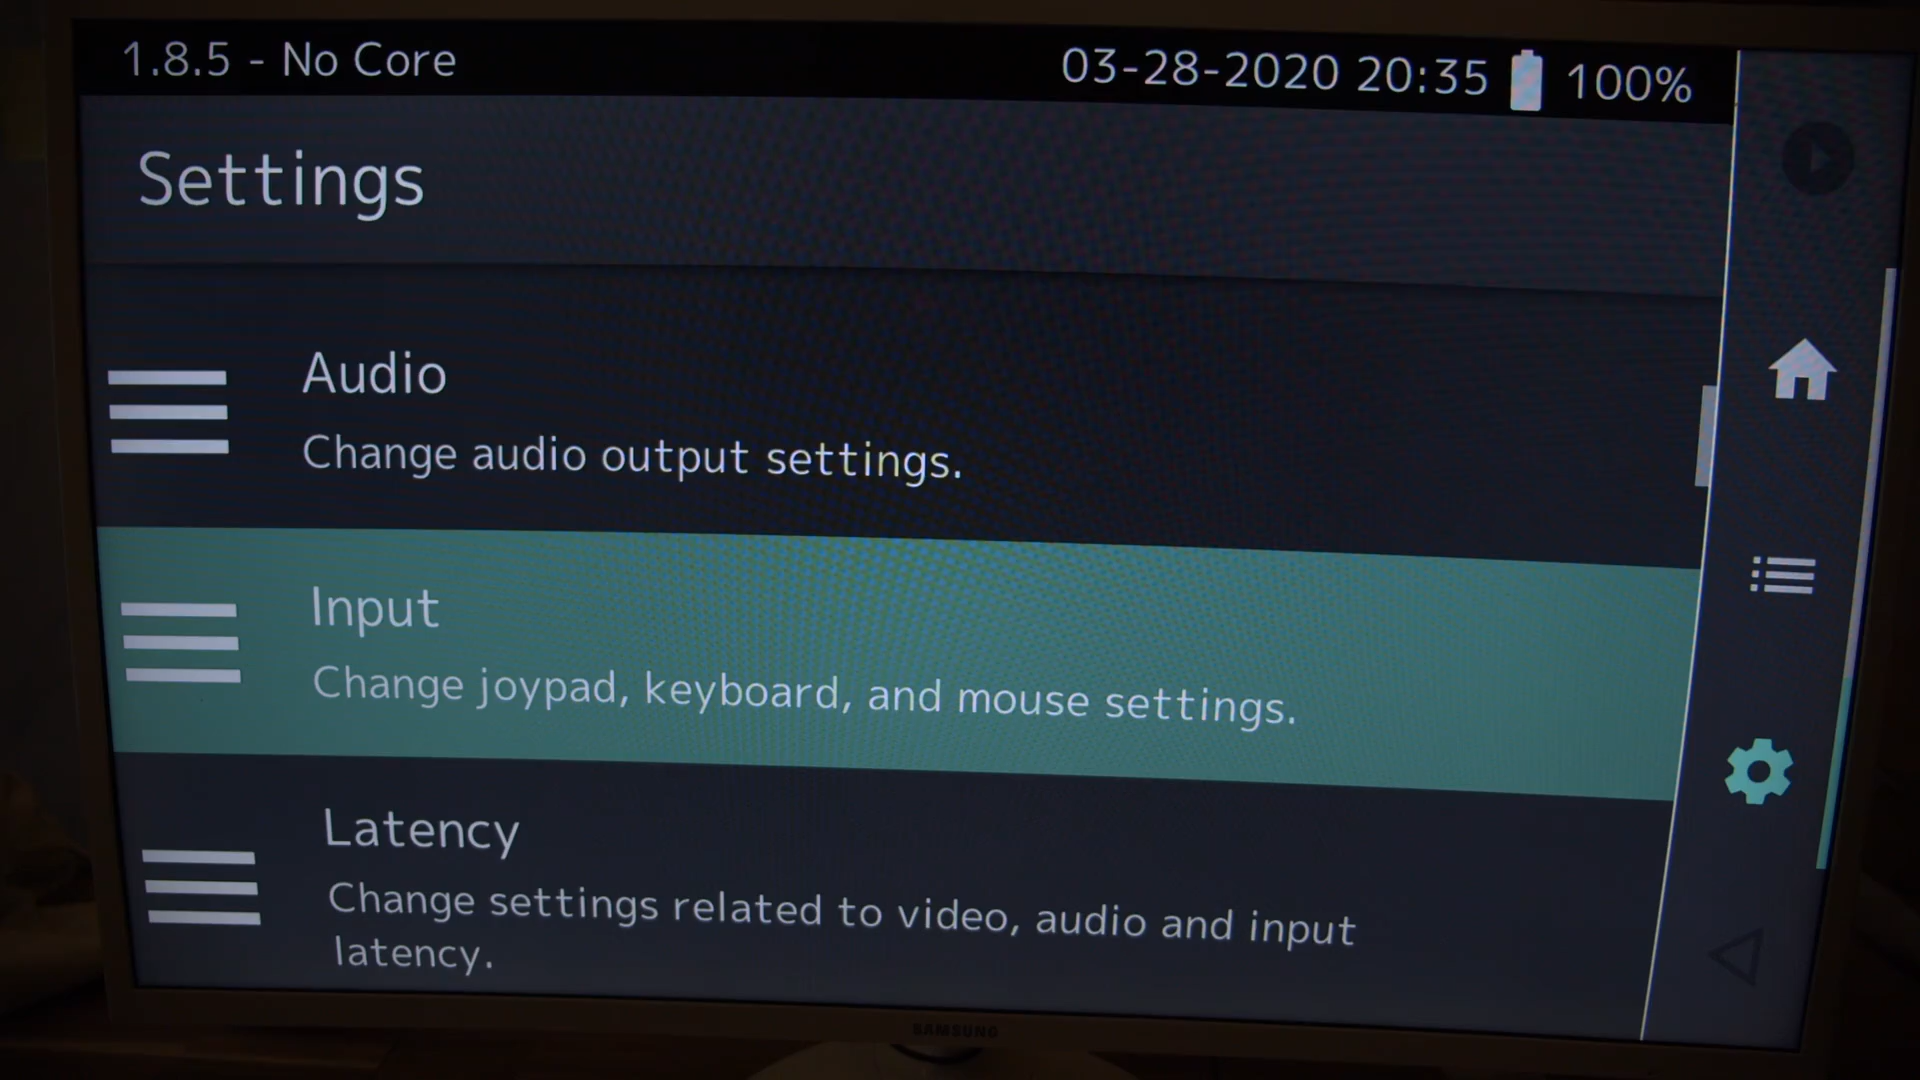 1.8.5 - No Core
03-28-2020 20:35 100%
Settings
Audio
Change audio output settings.
Input
Change joypad, keyboard, and mouse settings.
Latency
Change settings related to video, audio and input
latency.
SAMSUNG